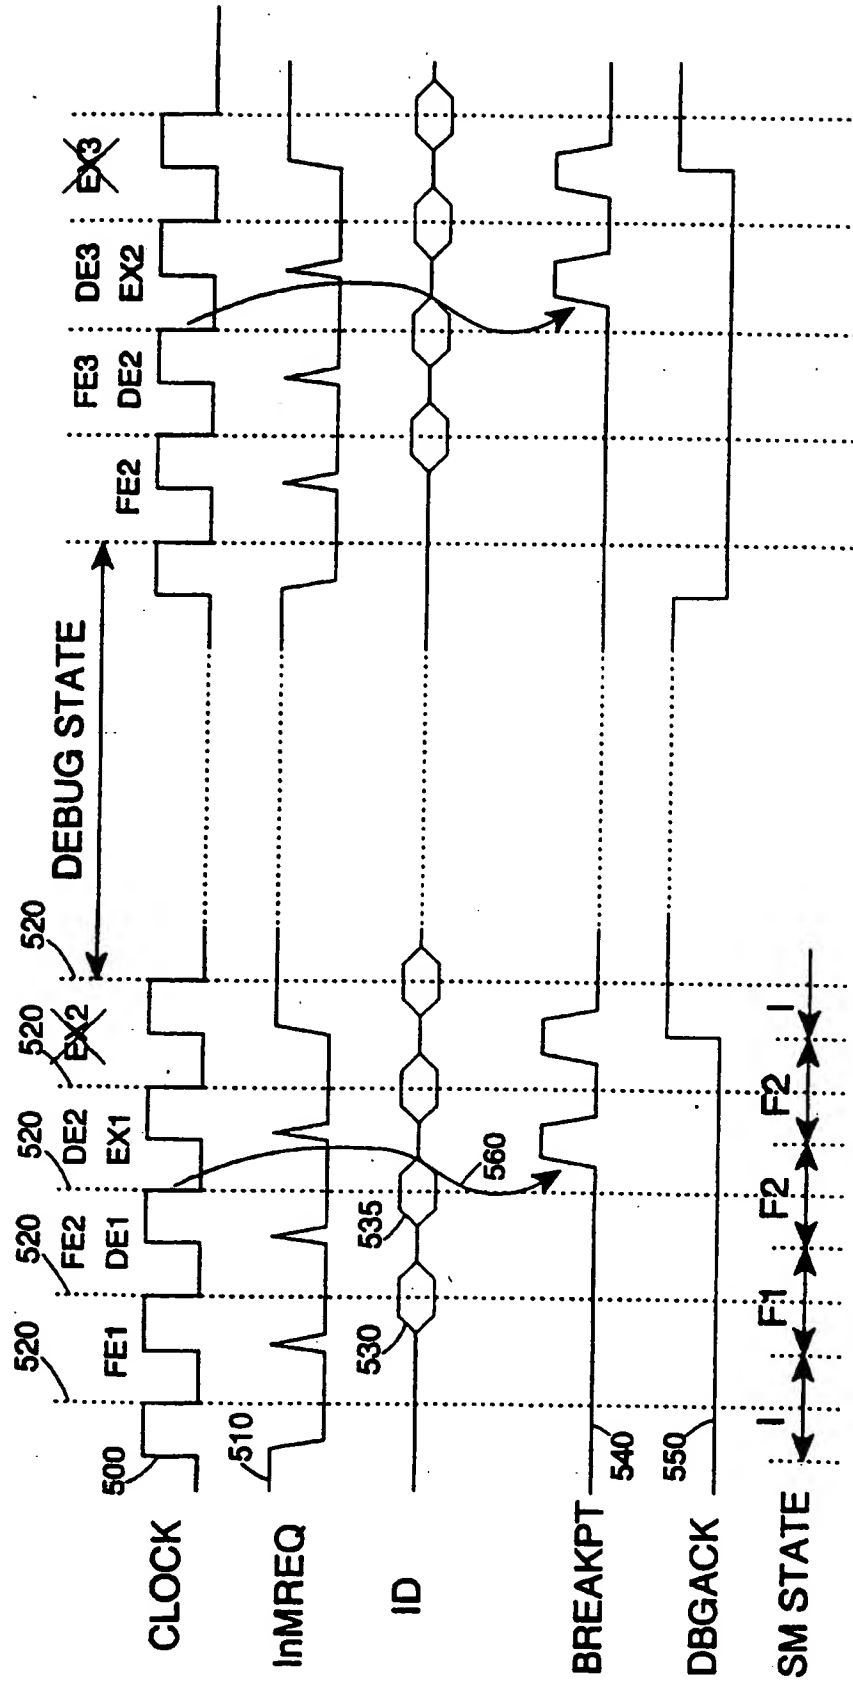 DEBUG STATE
520
520
520
520
520
FE1
FE2
DE1
DE2
EX1
EX2
FE2
FE3
DE2
DE3
EX2
EX3
CLOCK
500
InMREQ
510
ID
530
535
560
BREAKPT
540
DBGACK
550
SM STATE
I
F1
F2
F2
I